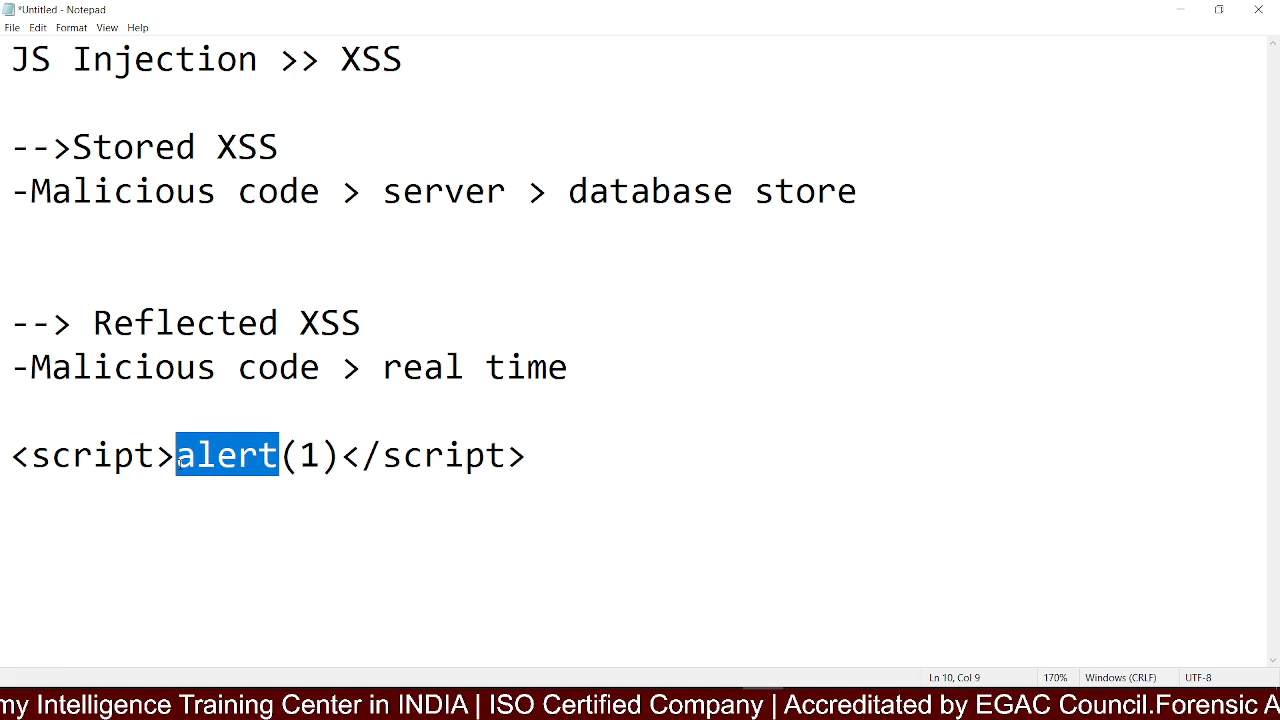 *Untitled - Notepad
File Edit Format View Help
JS Injection >> XSS
-->Stored XSS
-Malicious code > server > database store
--> Reflected XSS
-Malicious code > real time
<script>alert(1)</script>
Ln 10, Col 9 170% Windows (CRLF) UTF-8
my Intelligence Training Center in INDIA | ISO Certified Company | Accreditated by EGAC Council.Forensic A